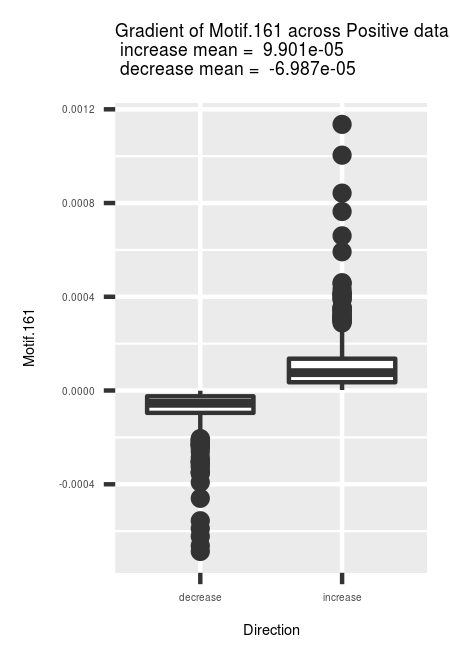 Gradient of Motif.161 across Positive data
increase mean =  9.901e-05
decrease mean =  -6.987e-05
0.0012
0.0008
0.0004
0.0000
-0.0004
Motif.161
decrease
increase
Direction